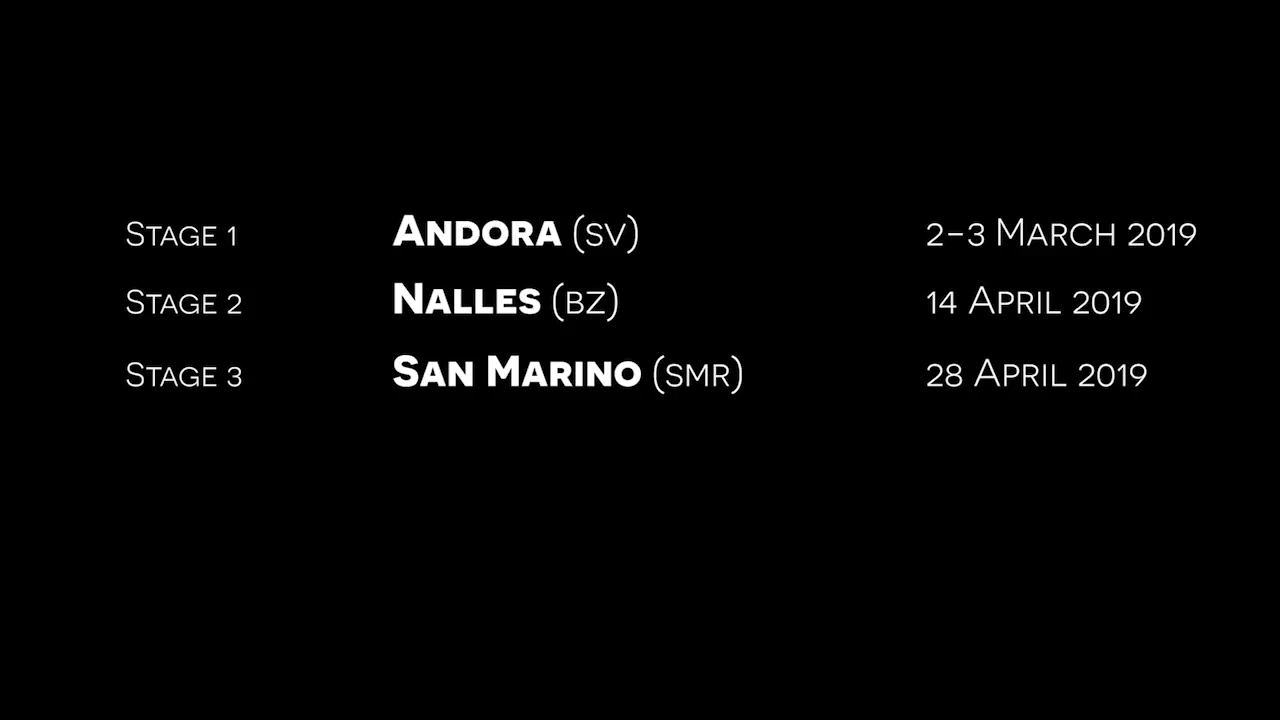 Stage 1 Andora (SV) 2–3 March 2019
Stage 2 Nalles (BZ) 14 April 2019
Stage 3 San Marino (SMR) 28 April 2019